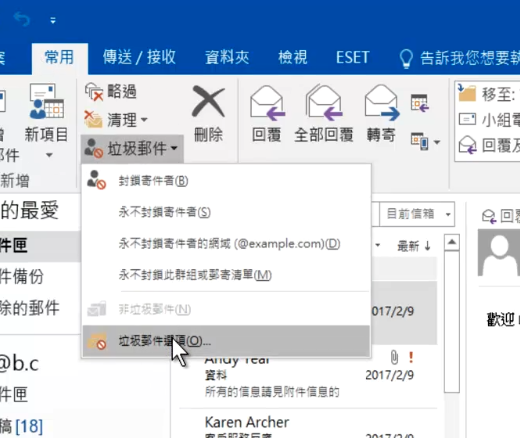 常用 傳送 / 接收 資料夾 檢視 ESET 告訴我您想要
略過
清理
垃圾郵件
新項目
新增
刪除
回覆 全部回覆 轉寄
移至:
小組電
回覆及
封鎖寄件者(B)
永不封鎖寄件者(S)
永不封鎖寄件者的網域 (@example.com)(D)
永不封鎖此群組或郵寄清單(M)
非垃圾郵件(N)
垃圾郵件選項(O)...
的最愛
件匣
件備份
除的郵件
@b.c
件匣
稿 [18]
目前信箱
最新 ↓
017/2/9
Andy Teal
資料 2017/2/9
所有的信息請見附件信息的
Karen Archer
2017/2/9
回覆
歡迎